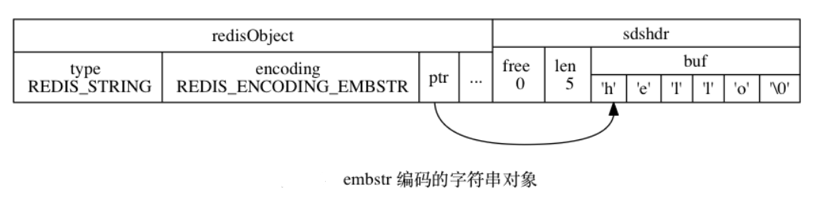 redisObject
sdshdr
type
REDIS_STRING
encoding
REDIS_ENCODING_EMBSTR
ptr
...
free
0
len
5
buf
'h'
'e'
'l'
'l'
'o'
'\0'
embstr 编码的字符串对象